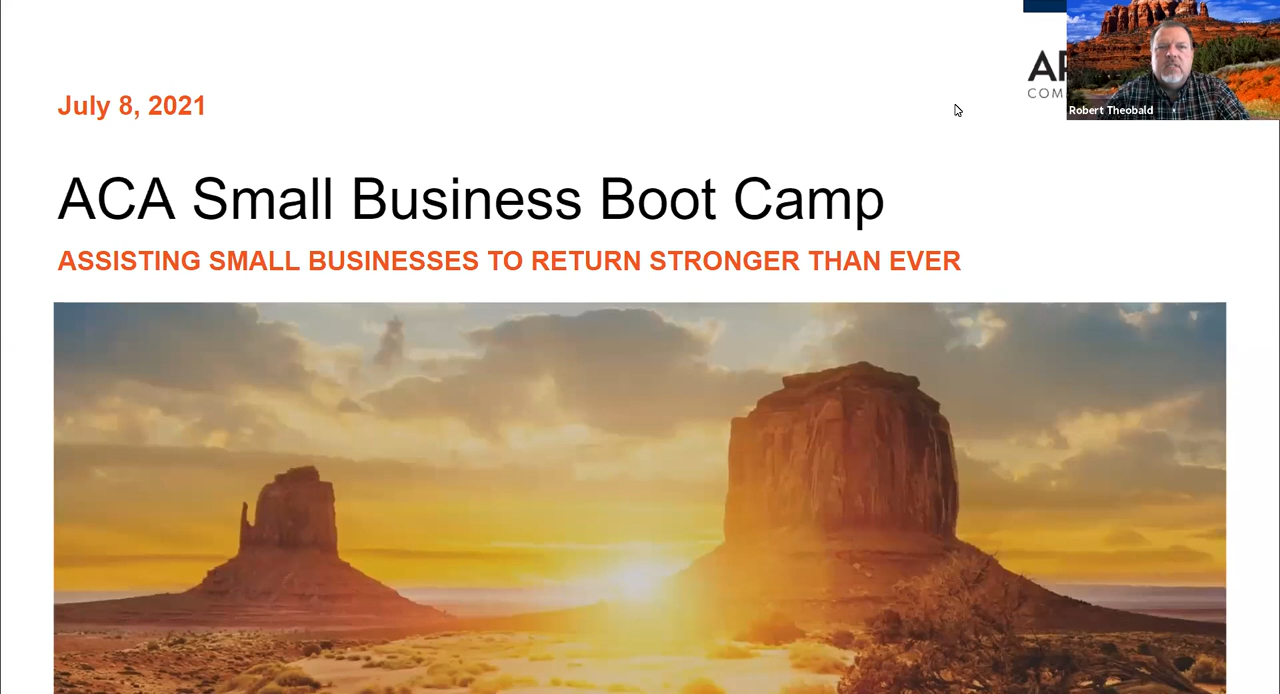 July 8, 2021
Robert Theobald
ACA Small Business Boot Camp
ASSISTING SMALL BUSINESSES TO RETURN STRONGER THAN EVER